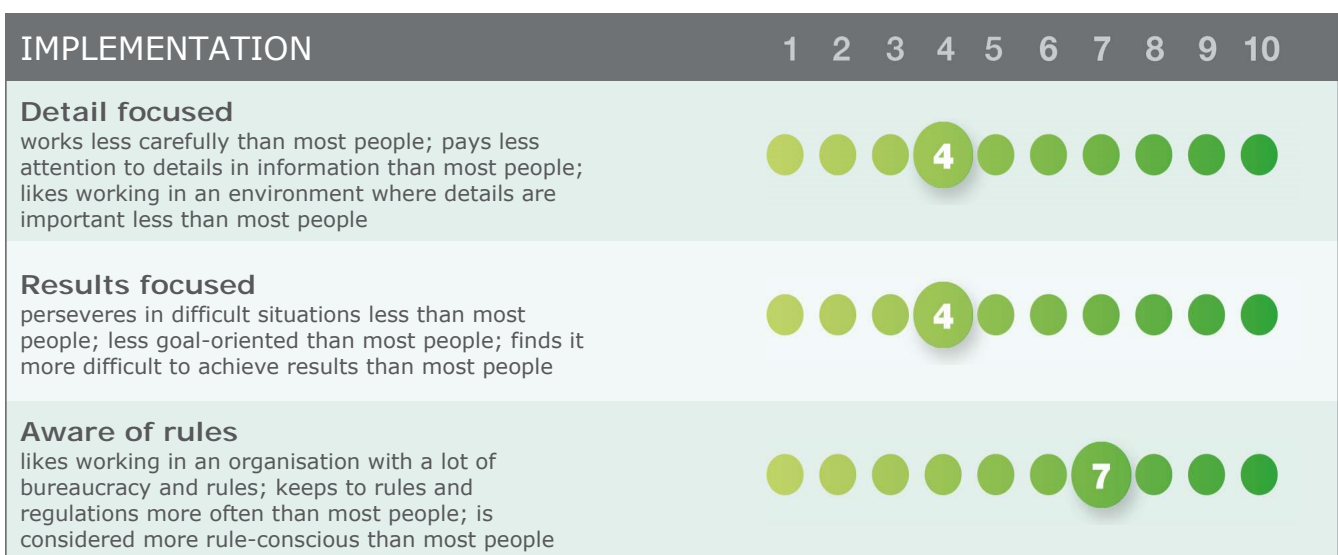 IMPLEMENTATION 1 2 3 4 5 6 7 8 9 10
Detail focused
works less carefully than most people; pays less
attention to details in information than most people;
likes working in an environment where details are
important less than most people
4
Results focused
perseveres in difficult situations less than most
people; less goal-oriented than most people; finds it
more difficult to achieve results than most people
4
Aware of rules
likes working in an organisation with a lot of
bureaucracy and rules; keeps to rules and
regulations more often than most people; is
considered more rule-conscious than most people
7